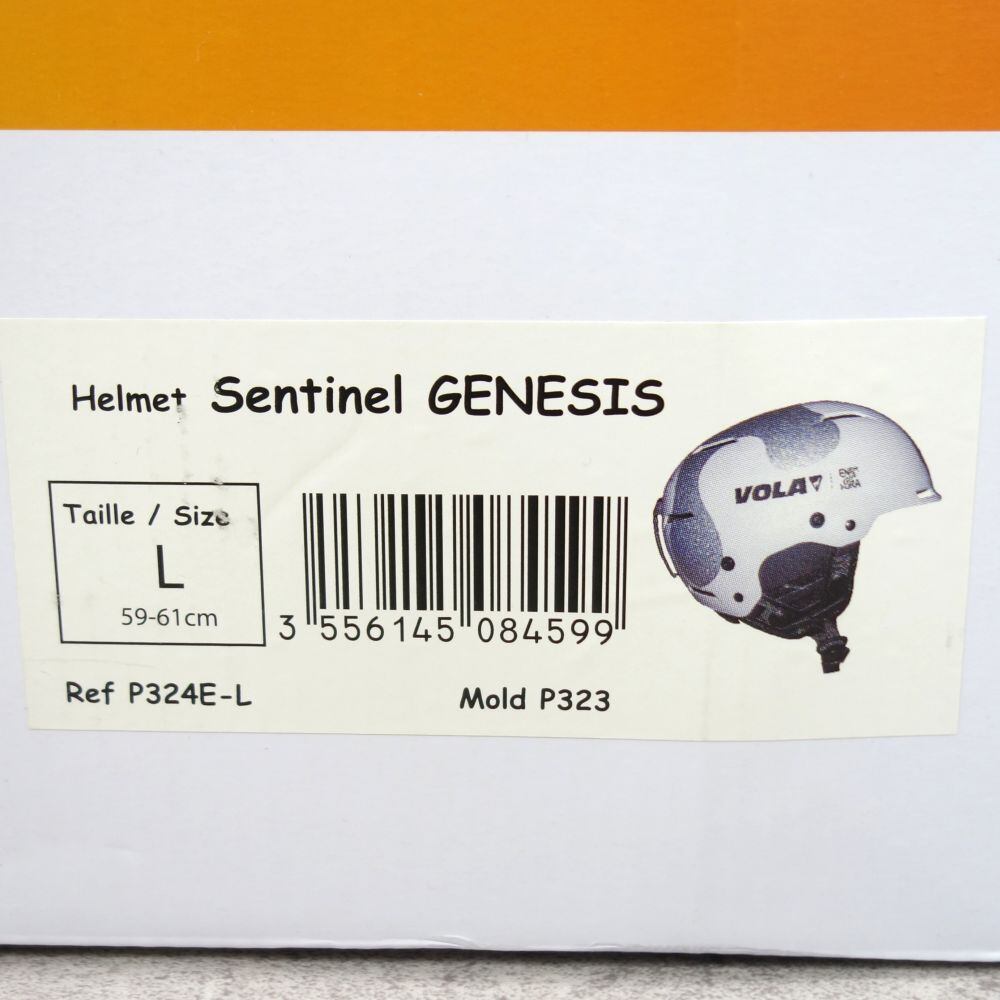 Helmet Sentinel GENESIS
Taille / Size
L
59-61cm
3 556145 084599
Ref P324E-L
Mold P323
VOLA